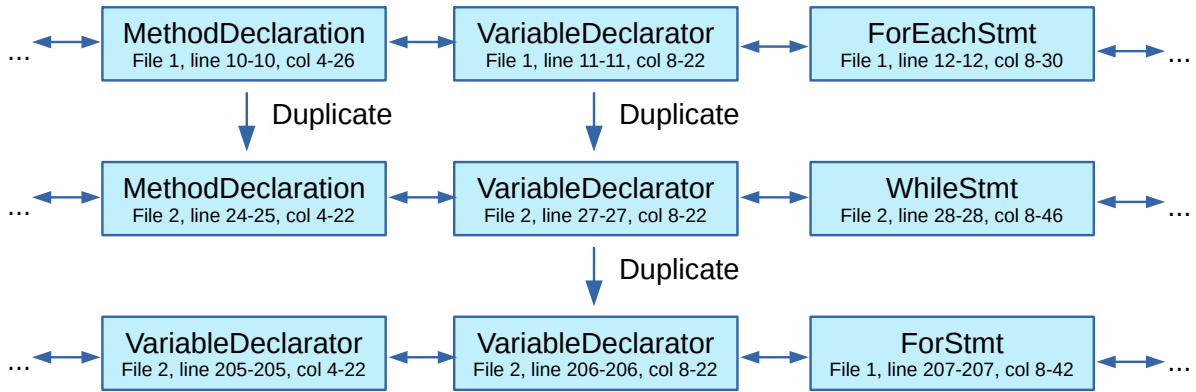 MethodDeclaration VariableDeclarator ForEachStmt
... File 1, line 10-10, col 4-26 File 1, line 11-11, col 8-22 File 1, line 12-12, col 8-30 ...
Duplicate Duplicate
MethodDeclaration VariableDeclarator WhileStmt
... File 2, line 24-25, col 4-22 File 2, line 27-27, col 8-22 File 2, line 28-28, col 8-46 ...
Duplicate
VariableDeclarator VariableDeclarator ForStmt
... File 2, line 205-205, col 4-22 File 2, line 206-206, col 8-22 File 1, line 207-207, col 8-42 ...